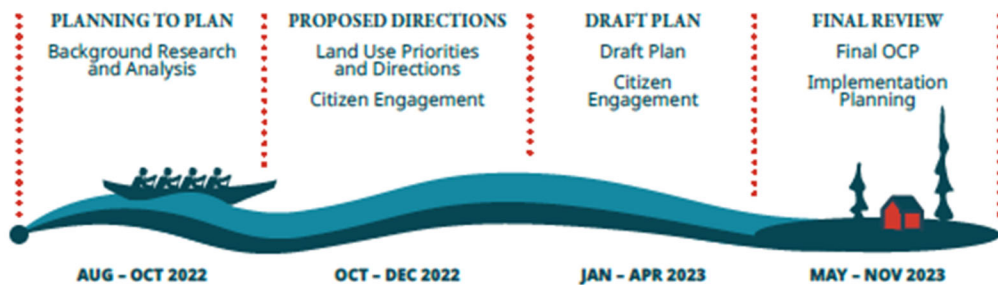 PLANNING TO PLAN
Background Research
and Analysis
PROPOSED DIRECTIONS
Land Use Priorities
and Directions
Citizen Engagement
DRAFT PLAN
Draft Plan
Citizen
Engagement
FINAL REVIEW
Final OCP
Implementation
Planning
AUG – OCT 2022
OCT – DEC 2022
JAN – APR 2023
MAY – NOV 2023